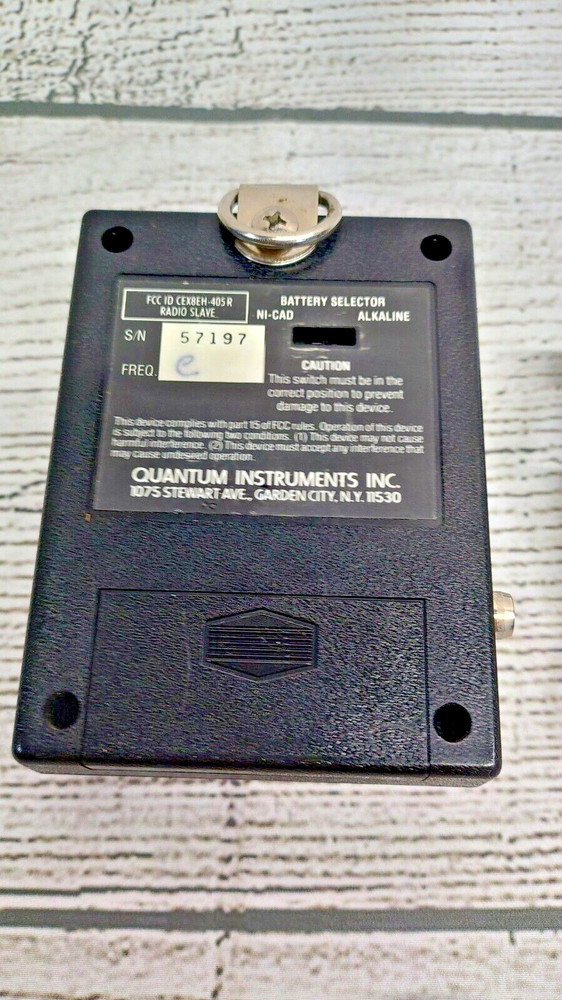 FCC ID CEX8EH-405R
RADIO SLAVE
BATTERY SELECTOR
NI-CAD ALKALINE
S/N 57197
FREQ. e
CAUTION
This switch must be in the
correct position to prevent
damage to this device.
This device complies with part 15 of FCC rules. Operation of this device
is subject to the following two conditions. (1) This device may not cause
harmful interference. (2) This device must accept any interference that
may cause undesired operation.
QUANTUM INSTRUMENTS INC.
1075 STEWART AVE., GARDEN CITY, N.Y. 11530